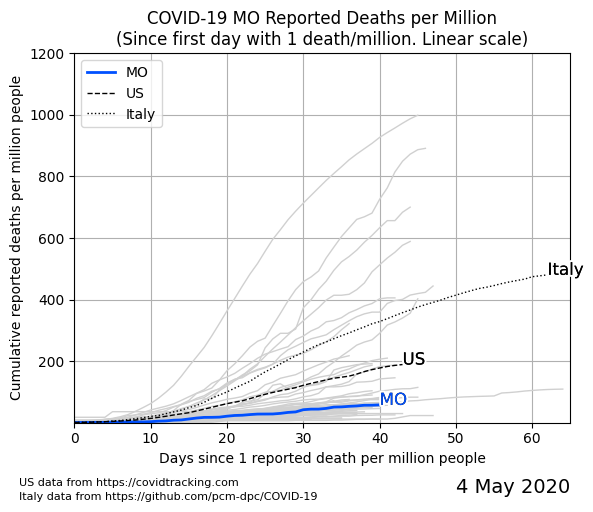 COVID-19 MO Reported Deaths per Million
(Since first day with 1 death/million. Linear scale)
Cumulative reported deaths per million people
1200
1000
800
600
400
200
MO
US
Italy
Italy
US
MO
0
10
20
30
40
50
60
Days since 1 reported death per million people
US data from https://covidtracking.com
Italy data from https://github.com/pcm-dpc/COVID-19
4 May 2020